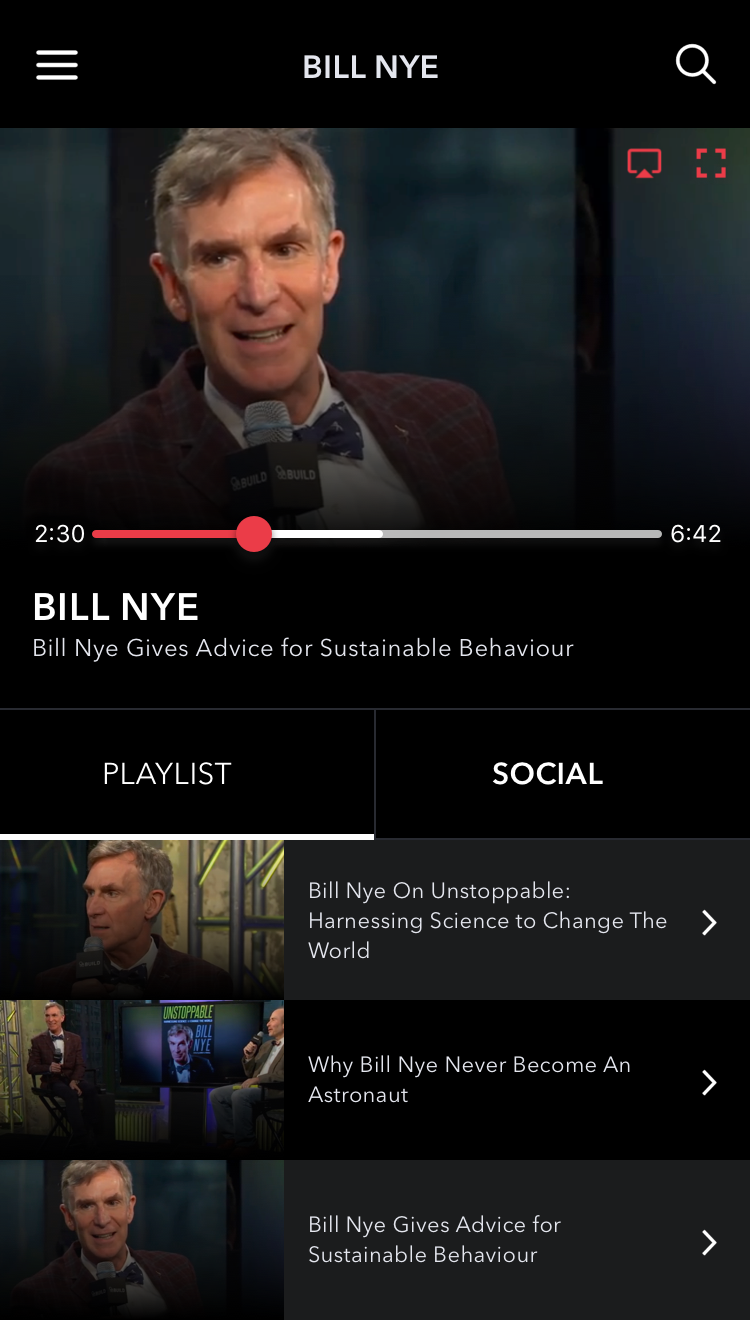 BILL NYE
BUILD BUILD
2:30 6:42
BILL NYE
Bill Nye Gives Advice for Sustainable Behaviour
PLAYLIST SOCIAL
Bill Nye On Unstoppable:
Harnessing Science to Change The
World
UNSTOPPABLE
BILL
NYE
Why Bill Nye Never Become An
Astronaut
Bill Nye Gives Advice for
Sustainable Behaviour